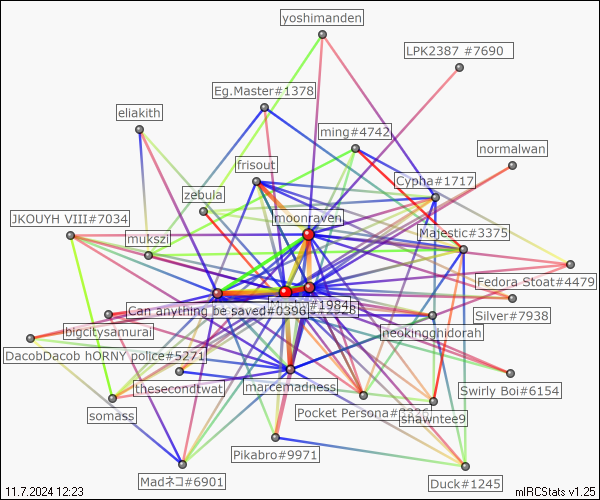 yoshimanden
LPK2387 #7690
Eg.Master#1378
eliakith
ming#4742
normalwan
frisout
Cypha#1717
zebula
moonraven
JKOUYH VIII#7034
Majestic#3375
mukszi
Fedora Stoat#4479
#1984
Can anything be saved#0396
Silver#7938
bigcitysamurai
neokingghidorah
DacobDacob hORNY police#5271
thesecondtwat
marcemadness
Swirly Boi#6154
somass
Pocket Persona
shawntee9
Pikabro#9971
Madネコ#6901
Duck#1245
11.7.2024 12:23
mIRCStats v1.25